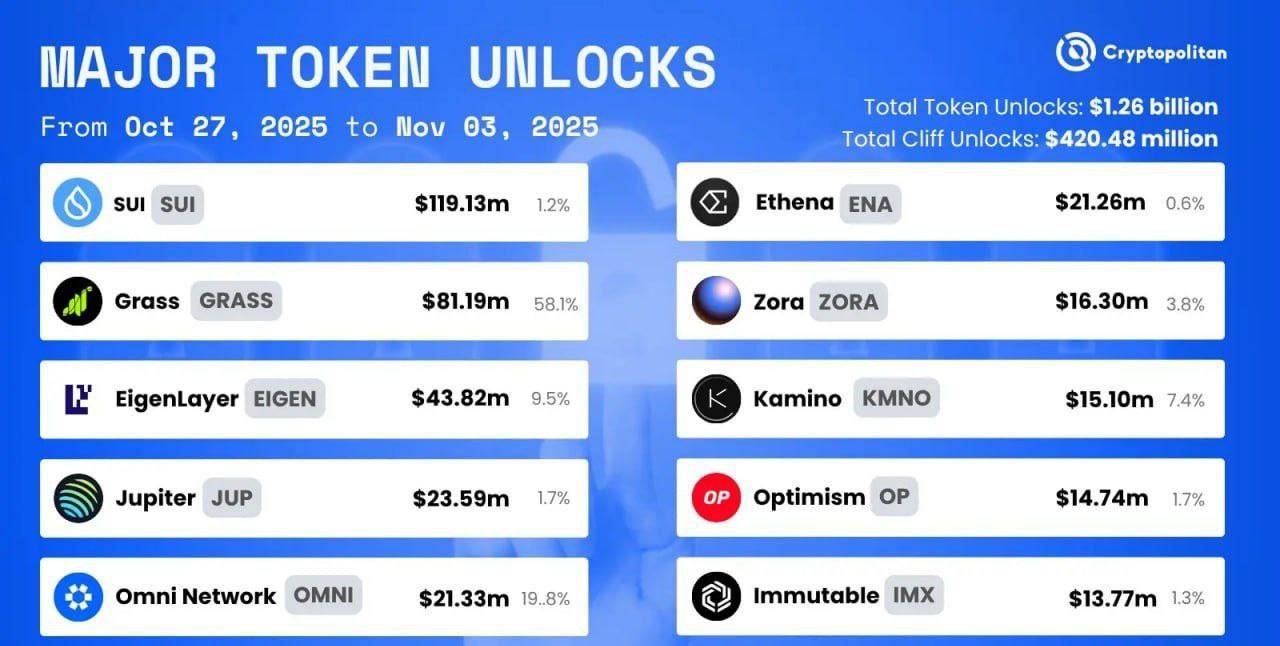 MAJOR TOKEN UNLOCKS
From Oct 27, 2025 to Nov 03, 2025
Cryptopolitan
Total Token Unlocks: $1.26 billion
Total Cliff Unlocks: $420.48 million
SUI SUI $119.13m 1.2%
Grass GRASS $81.19m 58.1%
EigenLayer EIGEN $43.82m 9.5%
Jupiter JUP $23.59m 1.7%
Omni Network OMNI $21.33m 19..8%
Ethena ENA $21.26m 0.6%
Zora ZORA $16.30m 3.8%
Kamino KMNO $15.10m 7.4%
OP Optimism OP $14.74m 1.7%
Immutable IMX $13.77m 1.3%